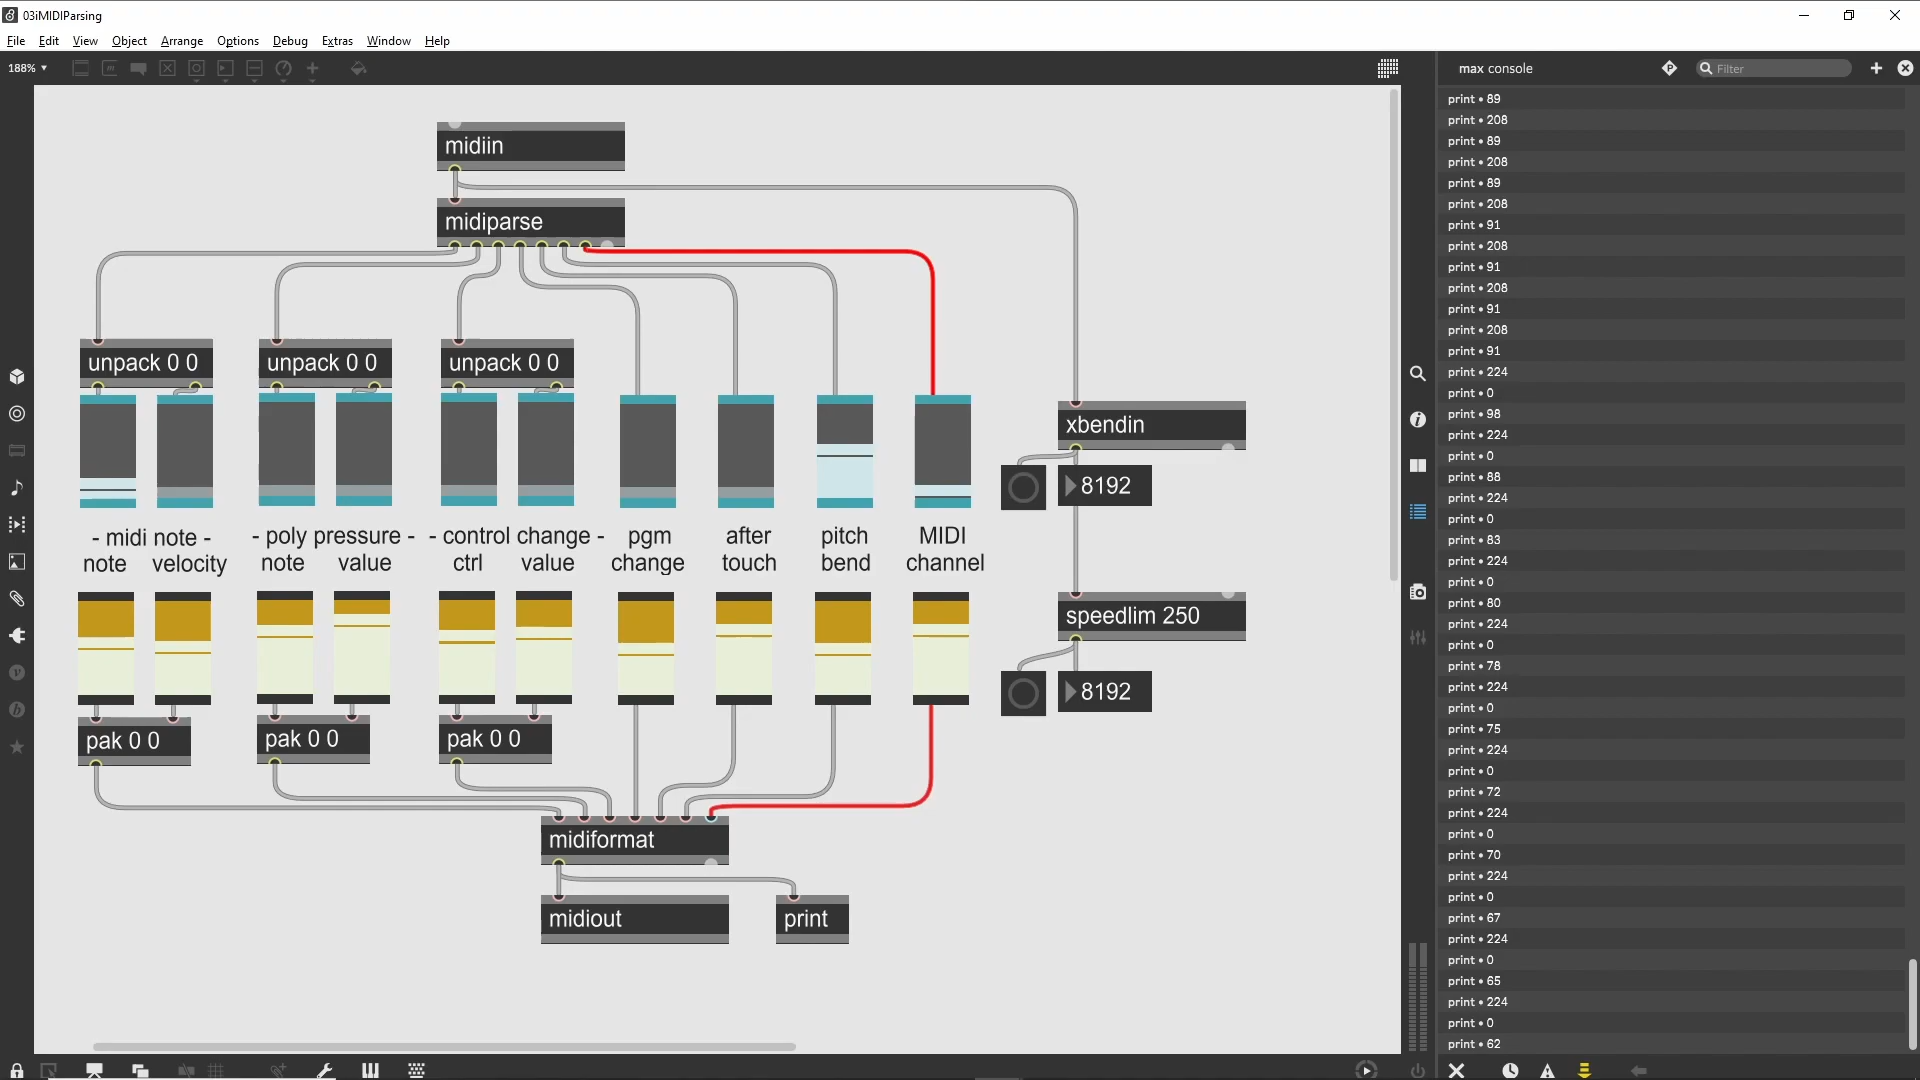 03iMIDIParsing
File Edit View Object Arrange Options Debug Extras Window Help
188%
max console
Filter
midiin
midiparse
unpack 0 0
unpack 0 0
unpack 0 0
xbendin
8192
- midi note -
note velocity
- poly pressure -
note value
- control change -
ctrl value
pgm
change
after
touch
pitch
bend
MIDI
channel
speedlim 250
8192
pak 0 0
pak 0 0
pak 0 0
midiformat
midiout
print
print • 89
print • 208
print • 89
print • 208
print • 89
print • 208
print • 91
print • 208
print • 91
print • 208
print • 91
print • 208
print • 91
print • 224
print • 0
print • 98
print • 224
print • 0
print • 88
print • 224
print • 0
print • 83
print • 224
print • 0
print • 80
print • 224
print • 0
print • 78
print • 224
print • 0
print • 75
print • 224
print • 0
print • 72
print • 224
print • 0
print • 70
print • 224
print • 0
print • 67
print • 224
print • 0
print • 65
print • 224
print • 0
print • 62